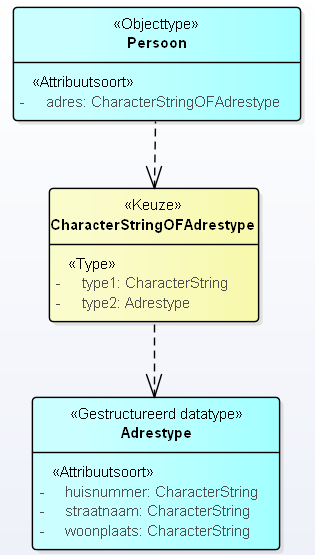 «Objecttype»
Persoon
«Attribuutsoort»
- adres: CharacterStringOFAdrestype
«Keuze»
CharacterStringOFAdrestype
«Type»
- type1: CharacterString
- type2: Adrestype
«Gestructureerd datatype»
Adrestype
«Attribuutsoort»
- huisnummer: CharacterString
- straatnaam: CharacterString
- woonplaats: CharacterString